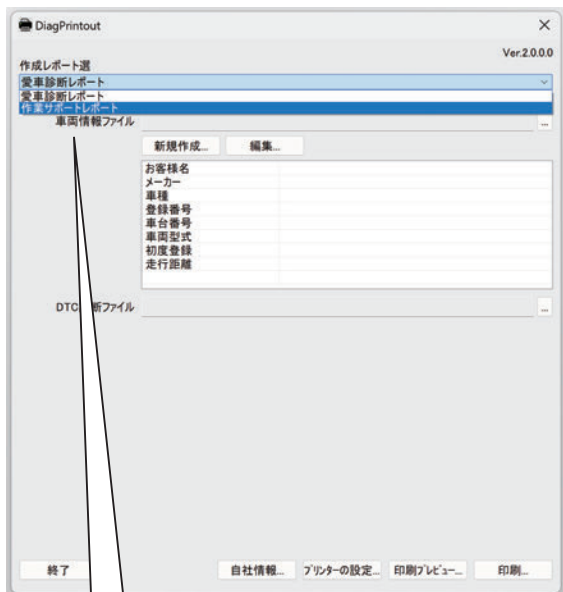 DiagPrintout
Ver.2.0.0.0
作成レポート選
愛車診断レポート
愛車診断レポート
作業サポートレポート
車両情報ファイル
...
新規作成... 編集...
お客様名
メーカー
車種
登録番号
車台番号
車両型式
初度登録
走行距離
DTC 断ファイル
...
終了 自社情報... プリンターの設定... 印刷プレビュー... 印刷...